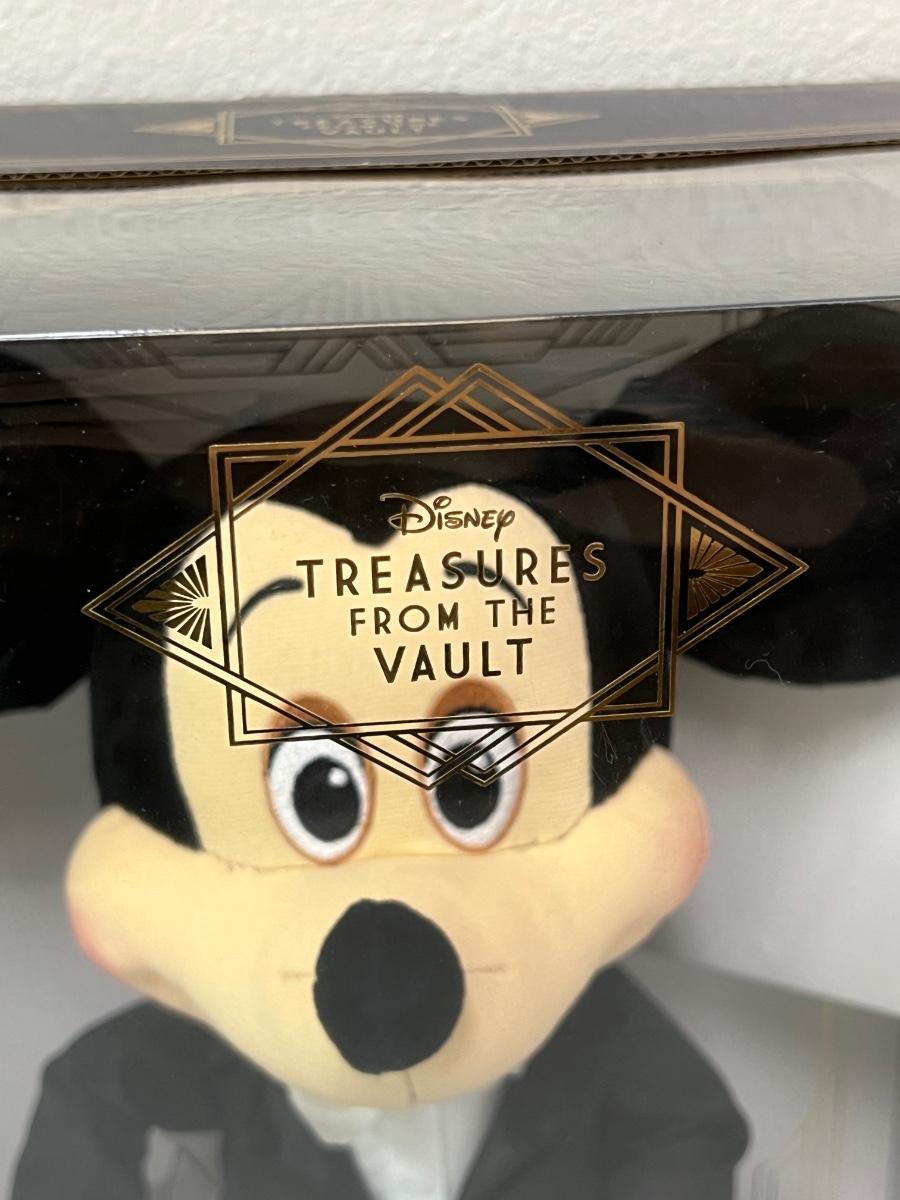 Disney
TREASURES
FROM THE
VAULT